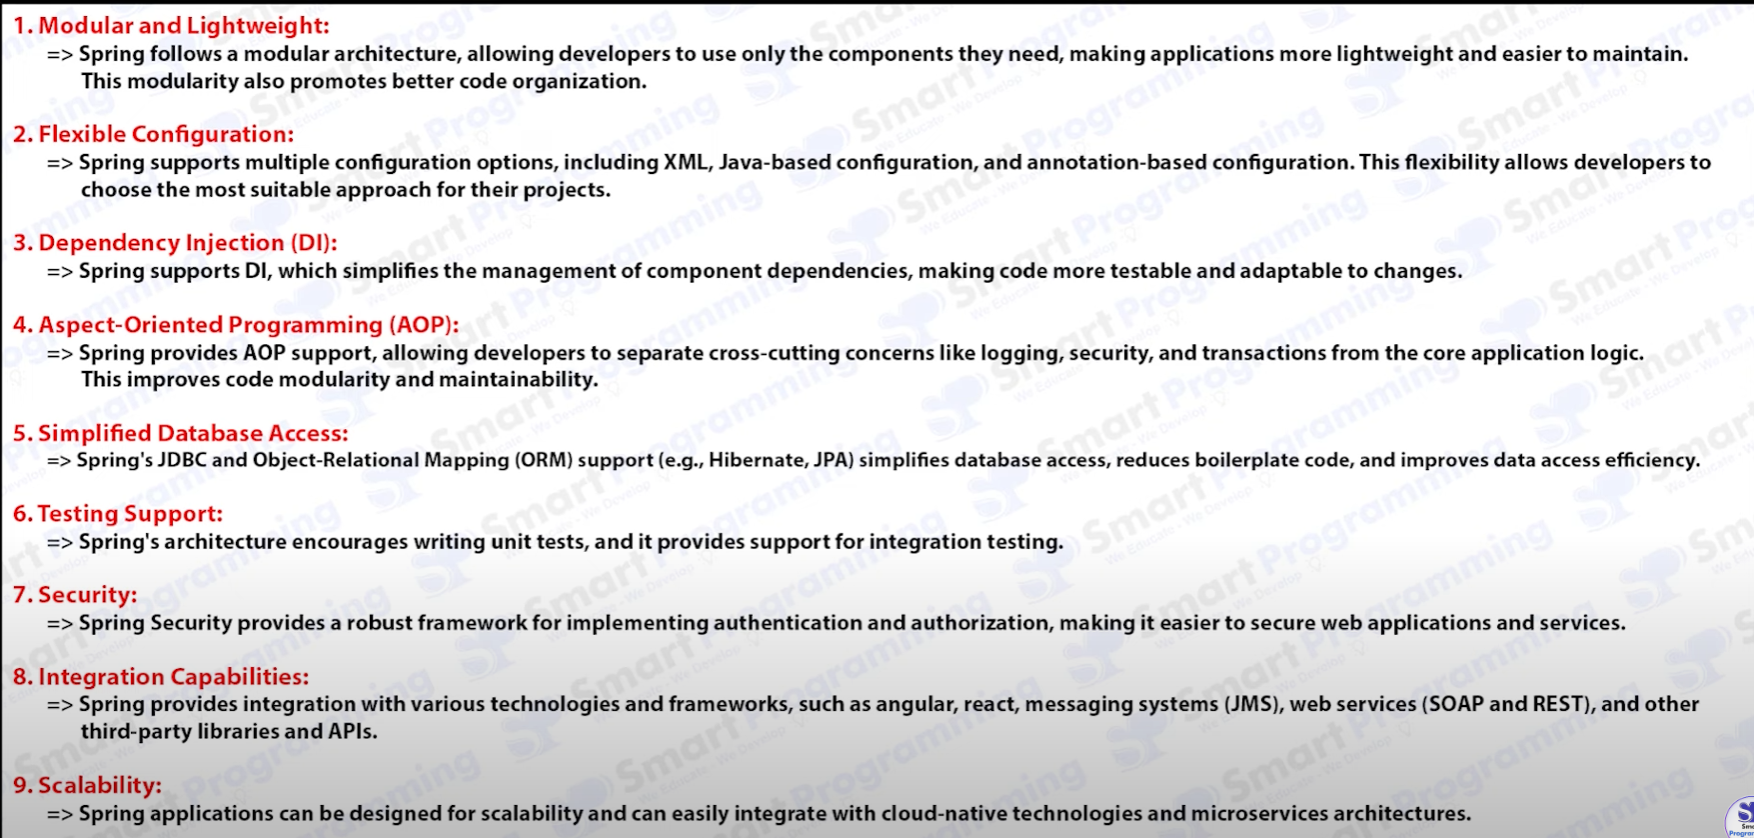 1. Modular and Lightweight:
=> Spring follows a modular architecture, allowing developers to use only the components they need, making applications more lightweight and easier to maintain.
This modularity also promotes better code organization.
2. Flexible Configuration:
=> Spring supports multiple configuration options, including XML, Java-based configuration, and annotation-based configuration. This flexibility allows developers to
choose the most suitable approach for their projects.
3. Dependency Injection (DI):
=> Spring supports DI, which simplifies the management of component dependencies, making code more testable and adaptable to changes.
4. Aspect-Oriented Programming (AOP):
=> Spring provides AOP support, allowing developers to separate cross-cutting concerns like logging, security, and transactions from the core application logic.
This improves code modularity and maintainability.
5. Simplified Database Access:
=> Spring's JDBC and Object-Relational Mapping (ORM) support (e.g., Hibernate, JPA) simplifies database access, reduces boilerplate code, and improves data access efficiency.
6. Testing Support:
=> Spring's architecture encourages writing unit tests, and it provides support for integration testing.
7. Security:
=> Spring Security provides a robust framework for implementing authentication and authorization, making it easier to secure web applications and services.
8. Integration Capabilities:
=> Spring provides integration with various technologies and frameworks, such as angular, react, messaging systems (JMS), web services (SOAP and REST), and other
third-party libraries and APIs.
9. Scalability:
=> Spring applications can be designed for scalability and can easily integrate with cloud-native technologies and microservices architectures.
Smart Programming
We Educate - We Develop